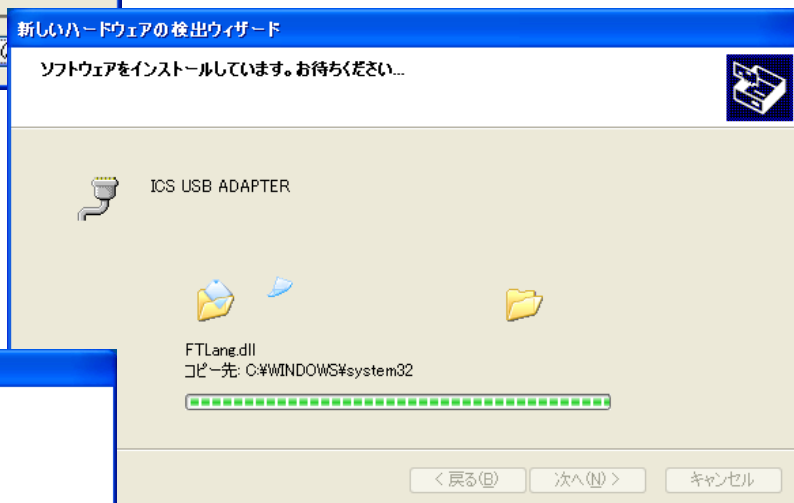 新しいハードウェアの検出ウィザード
ソフトウェアをインストールしています。お待ちください...
ICS USB ADAPTER
FTLang.dll
コピー先: C:¥WINDOWS¥system32
< 戻る(B)
次へ(N) >
キャンセル